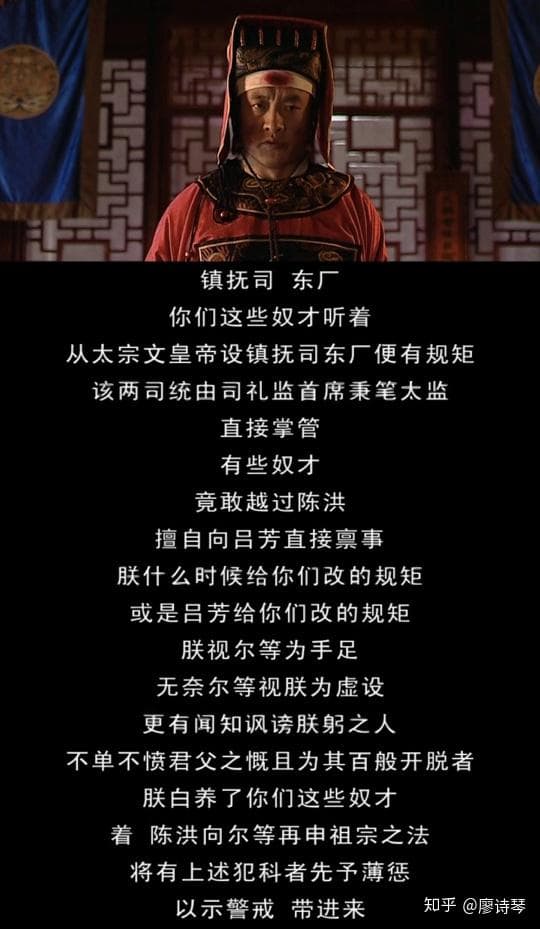 镇抚司 东厂
你们这些奴才听着
从太宗文皇帝设镇抚司东厂便有规矩
该两司统由司礼监首席秉笔太监
直接掌管
有些奴才
竟敢越过陈洪
擅自向吕芳直接禀事
朕什么时候给你们改的规矩
或是吕芳给你们改的规矩
朕视尔等为手足
无奈尔等视朕为虚设
更有闻知讽谤朕躬之人
不单不愤君父之慨且为其百般开脱者
朕白养了你们这些奴才
着 陈洪向尔等再申祖宗之法
将有上述犯科者先予薄惩
以示警戒 带进来
知乎 @廖诗琴